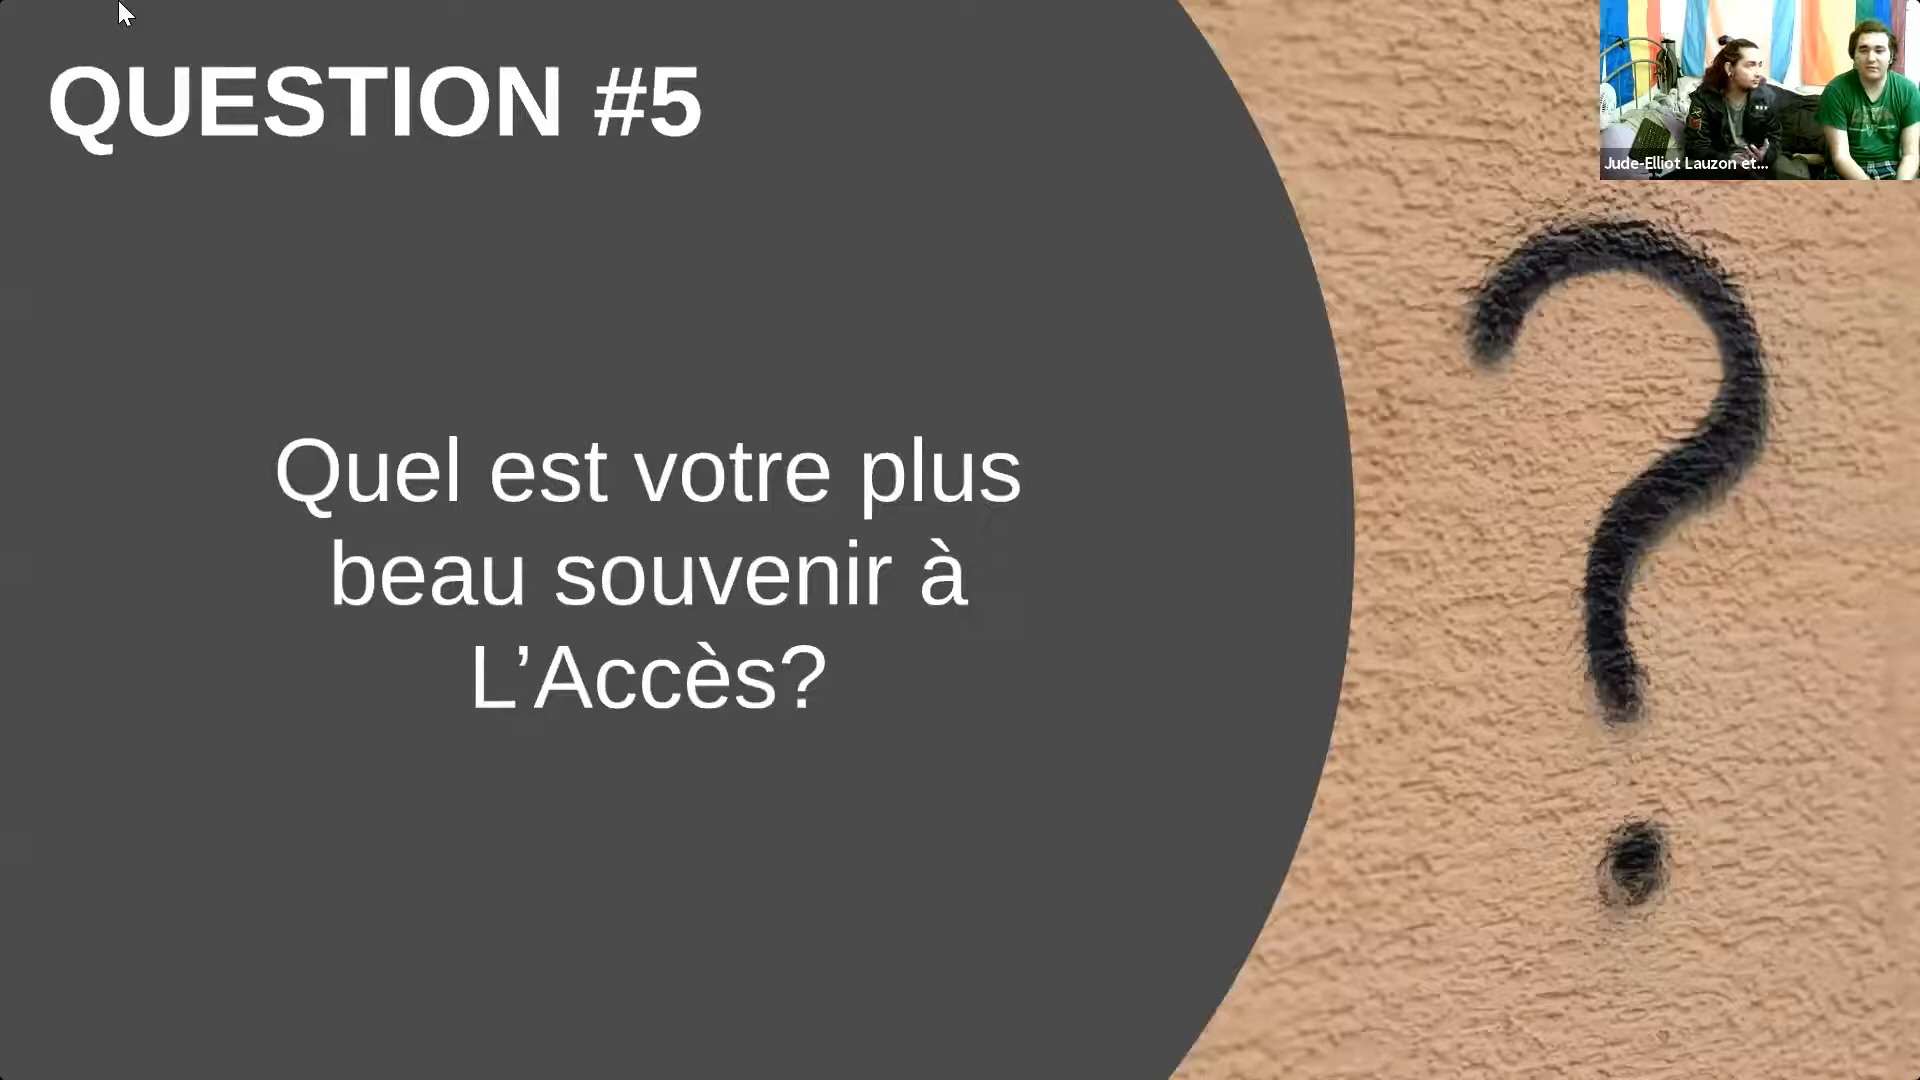 QUESTION #5
Jude-Elliot Lauzon et...
Quel est votre plus
beau souvenir à
L’Accès?